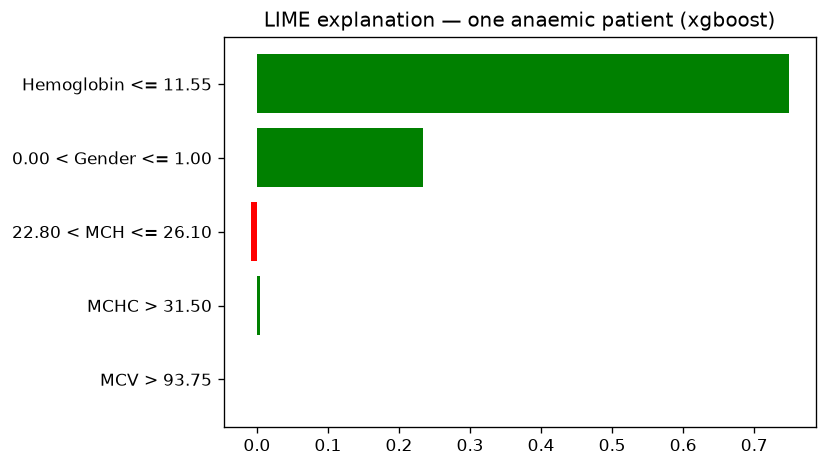 LIME explanation — one anaemic patient (xgboost)
Hemoglobin <= 11.55
0.00 < Gender <= 1.00
22.80 < MCH <= 26.10
MCHC > 31.50
MCV > 93.75
0.0 0.1 0.2 0.3 0.4 0.5 0.6 0.7